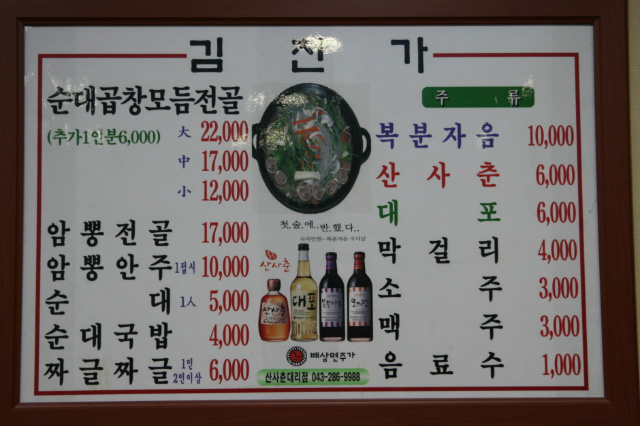 김 진 가
순대곱창모듬전골
(추가1인분6,000) 大 22,000
中 17,000
小 12,000
암뽕전골 17,000
암뽕안주 1접시 10,000
순 대 1人 5,000
순대국밥 4,000
짜글짜글 1인 2인이상 6,000
첫.술.에..반.했.다..
산사춘
산사춘
대포
배상면주가
산사춘대리점 043-286-9988
주 류
복분자음 10,000
산사춘 6,000
대 포 6,000
막걸리 4,000
소 주 3,000
맥 주 3,000
음료수 1,000